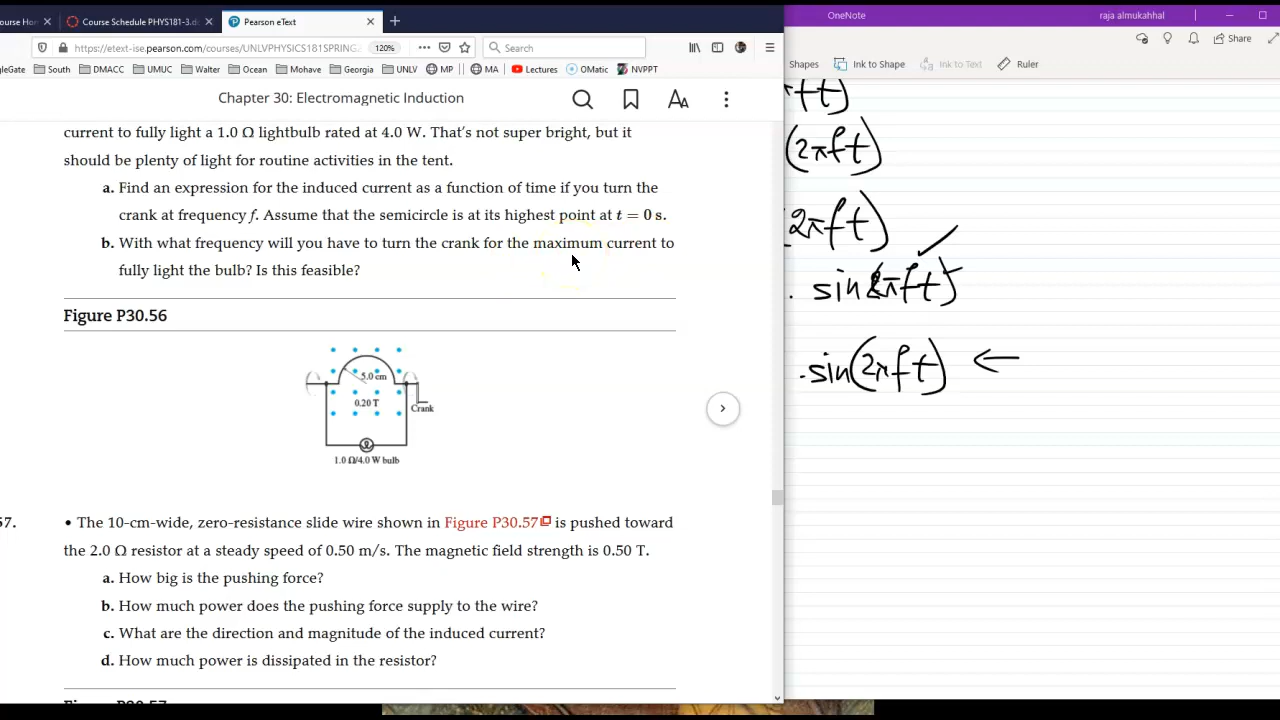 ourse Hom
Course Schedule PHYS181-3.d
Pearson eText
OneNote
raja almukahhal
https://etext-ise.pearson.com/courses/UNLVPHYSICS181SPRING
120%
Search
Share
gleGate
South
DMACC
UMUC
Walter
Ocean
Mohave
Georgia
UNLV
MP
MA
Lectures
OMatic
NVPPT
Shapes
Ink to Shape
Ink to Text
Ruler
Chapter 30: Electromagnetic Induction
current to fully light a 1.0 Ω lightbulb rated at 4.0 W. That's not super bright, but it
should be plenty of light for routine activities in the tent.
a. Find an expression for the induced current as a function of time if you turn the
crank at frequency f. Assume that the semicircle is at its highest point at t = 0 s.
b. With what frequency will you have to turn the crank for the maximum current to
fully light the bulb? Is this feasible?
Figure P30.56
5.0 cm
0.20 T
Crank
1.0 Ω/4.0 W bulb
57.
• The 10-cm-wide, zero-resistance slide wire shown in Figure P30.57 is pushed toward
the 2.0 Ω resistor at a steady speed of 0.50 m/s. The magnetic field strength is 0.50 T.
a. How big is the pushing force?
b. How much power does the pushing force supply to the wire?
c. What are the direction and magnitude of the induced current?
d. How much power is dissipated in the resistor?
Figure P30.57
πft)
(2πft)
(2πft)
. sin(2πft)
.sin(2πft) ←